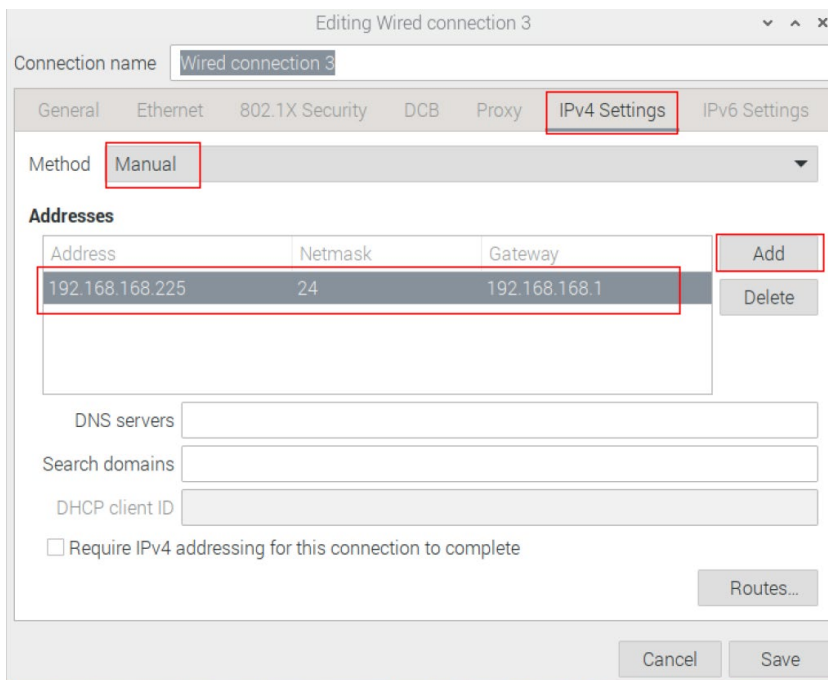 Editing Wired connection 3
Connection name Wired connection 3
General Ethernet 802.1X Security DCB Proxy IPv4 Settings IPv6 Settings
Method Manual
Addresses
Address Netmask Gateway Add
192.168.168.225 24 192.168.168.1
Delete
DNS servers
Search domains
DHCP client ID
Require IPv4 addressing for this connection to complete
Routes...
Cancel Save